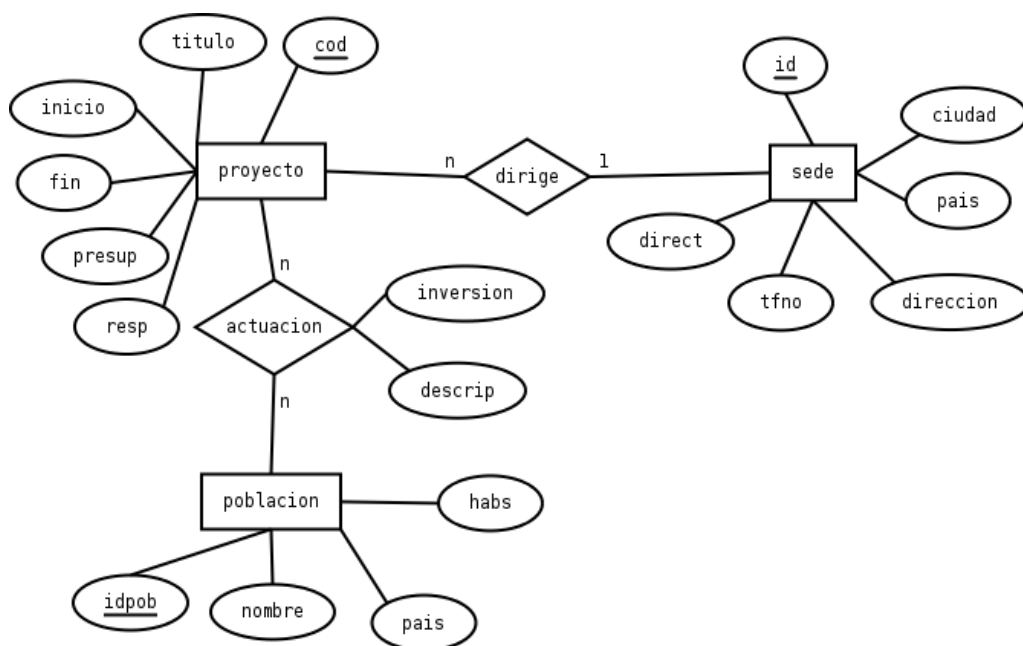 titulo
cod
inicio
id
ciudad
proyecto
n
dirige
1
sede
fin
pais
presup
direct
n
inversion
tfno
direccion
resp
actuacion
descrip
n
poblacion
habs
idpob
nombre
pais